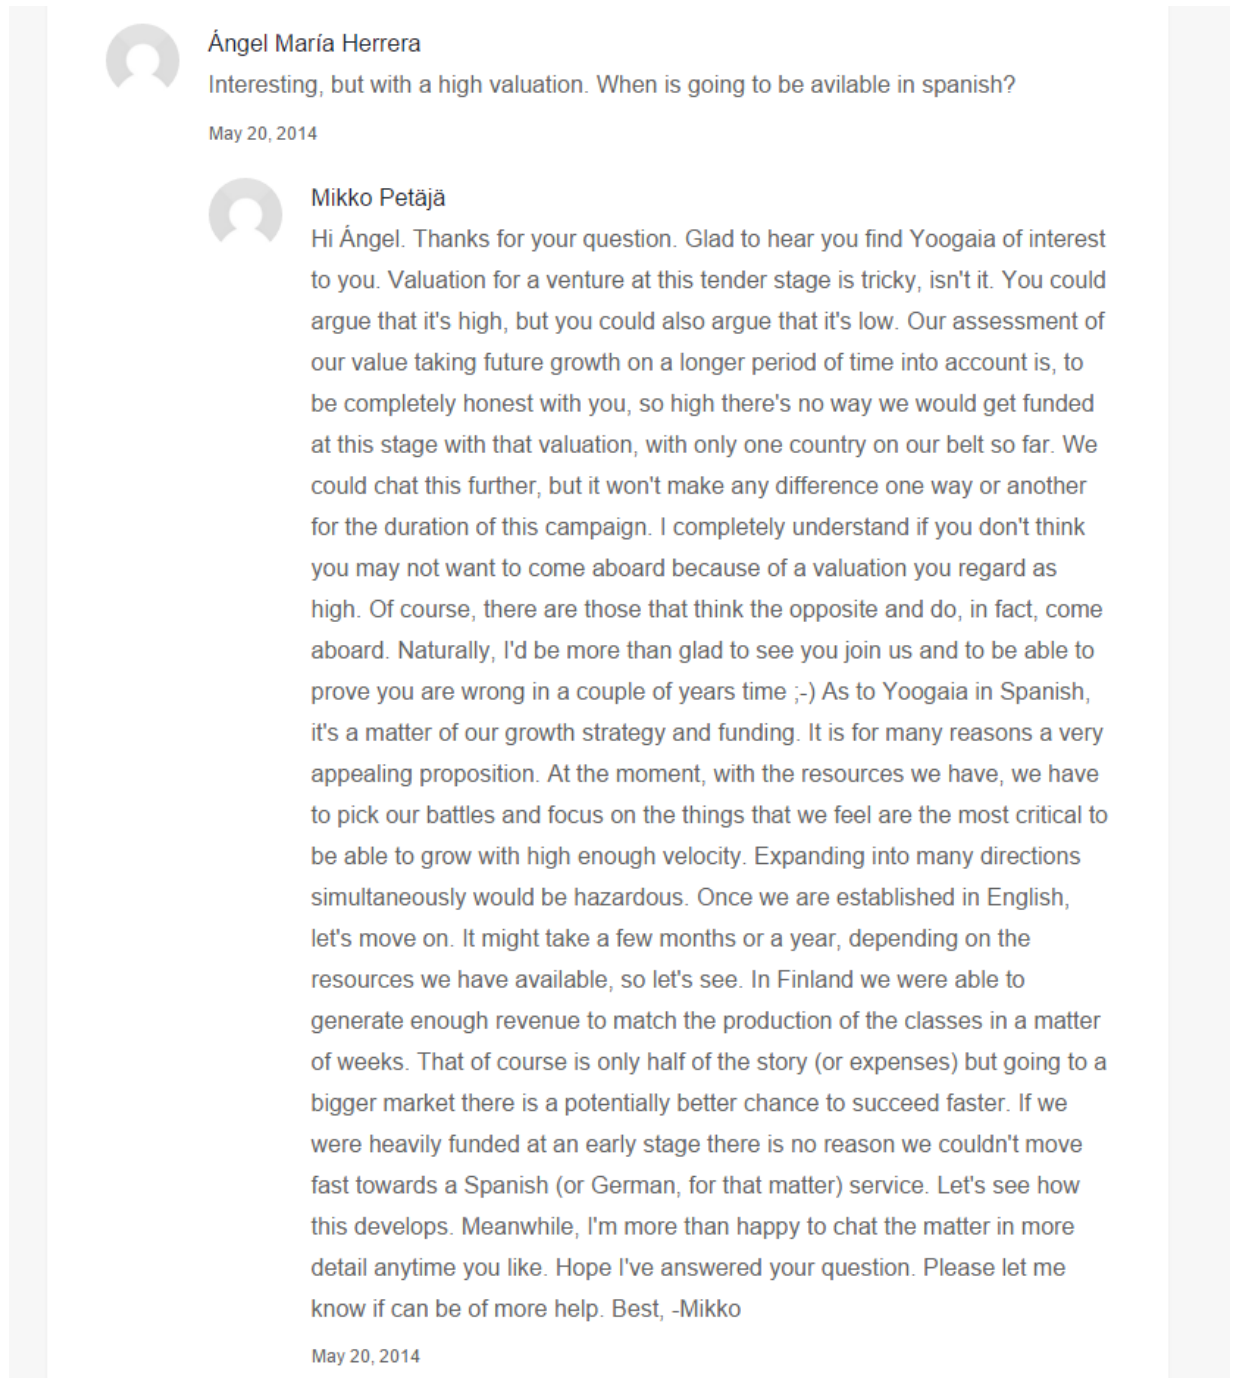 Ángel María Herrera
Interesting, but with a high valuation. When is going to be avilable in spanish?
May 20, 2014
Mikko Petäjä
Hi Ángel. Thanks for your question. Glad to hear you find Yoogaia of interest
to you. Valuation for a venture at this tender stage is tricky, isn't it. You could
argue that it's high, but you could also argue that it's low. Our assessment of
our value taking future growth on a longer period of time into account is, to
be completely honest with you, so high there's no way we would get funded
at this stage with that valuation, with only one country on our belt so far. We
could chat this further, but it won't make any difference one way or another
for the duration of this campaign. I completely understand if you don't think
you may not want to come aboard because of a valuation you regard as
high. Of course, there are those that think the opposite and do, in fact, come
aboard. Naturally, I'd be more than glad to see you join us and to be able to
prove you are wrong in a couple of years time ;-) As to Yoogaia in Spanish,
it's a matter of our growth strategy and funding. It is for many reasons a very
appealing proposition. At the moment, with the resources we have, we have
to pick our battles and focus on the things that we feel are the most critical to
be able to grow with high enough velocity. Expanding into many directions
simultaneously would be hazardous. Once we are established in English,
let's move on. It might take a few months or a year, depending on the
resources we have available, so let's see. In Finland we were able to
generate enough revenue to match the production of the classes in a matter
of weeks. That of course is only half of the story (or expenses) but going to a
bigger market there is a potentially better chance to succeed faster. If we
were heavily funded at an early stage there is no reason we couldn't move
fast towards a Spanish (or German, for that matter) service. Let's see how
this develops. Meanwhile, I'm more than happy to chat the matter in more
detail anytime you like. Hope I've answered your question. Please let me
know if can be of more help. Best, -Mikko
May 20, 2014